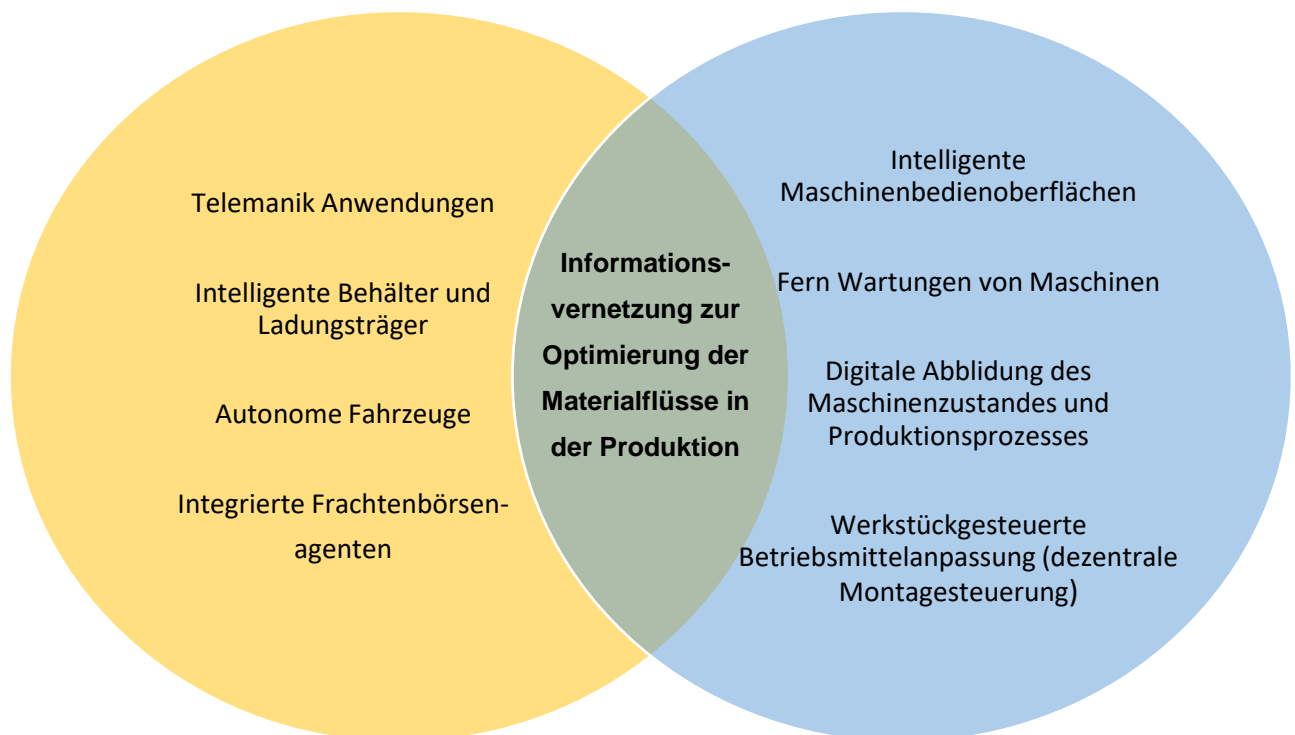 Telemanik Anwendungen
Intelligente Behälter und
Ladungsträger
Autonome Fahrzeuge
Integrierte Frachtenbörsen-
agenten
Informations-
vernetzung zur
Optimierung der
Materialflüsse in
der Produktion
Intelligente
Maschinenbedienoberflächen
Fern Wartungen von Maschinen
Digitale Abblidung des
Maschinenzustandes und
Produktionsprozesses
Werkstückgesteuerte
Betriebsmittelanpassung (dezentrale
Montagesteuerung)